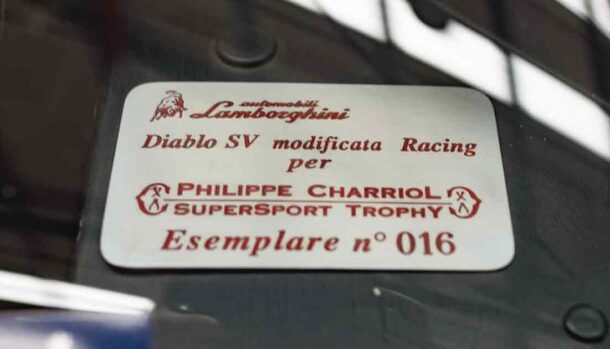 automobili
Lamborghini
Diablo SV modificata Racing
per
PHILIPPE CHARRIOL
SUPERSPORT TROPHY
Esemplare n° 016